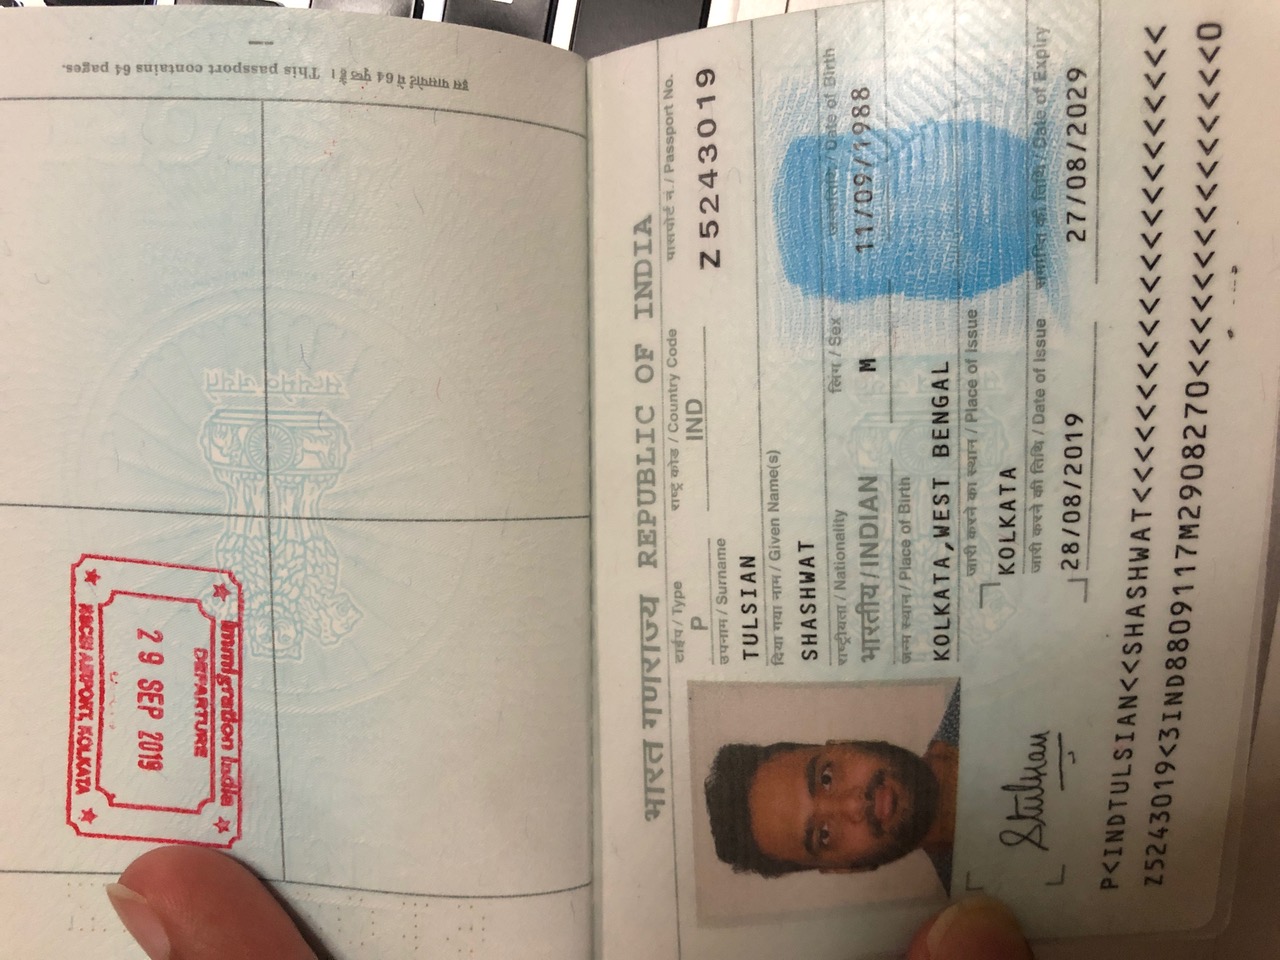 Immigration India
DEPARTURE
29 SEP 2019
NSCBI AIRPORT, KOLKATA
इस पासपोर्ट में 64 पृष्ठ हैं। This passport contains 64 pages.
सत्यमेव जयते
भारत गणराज्य REPUBLIC OF INDIA
टाईप / Type राष्ट्र कोड / Country Code पासपोर्ट नं. / Passport No.
P IND Z5243019
उपनाम / Surname
TULSIAN
दिया गया नाम / Given Name(s)
SHASHWAT
राष्ट्रीयता / Nationality लिंग / Sex जन्मतिथि / Date of Birth
भारतीय / INDIAN M 11/09/1988
जन्म स्थान / Place of Birth
KOLKATA,WEST BENGAL
जारी करने का स्थान / Place of Issue
KOLKATA
जारी करने की तिथि / Date of Issue समाप्ति की तिथि / Date of Expiry
28/08/2019 27/08/2029
Stulsian
P<INDTULSIAN<<SHASHWAT<<<<<<<<<<<<<<<<<<<<<<
Z5243019<3IND8809117M2908270<<<<<<<<<<<<<<<0